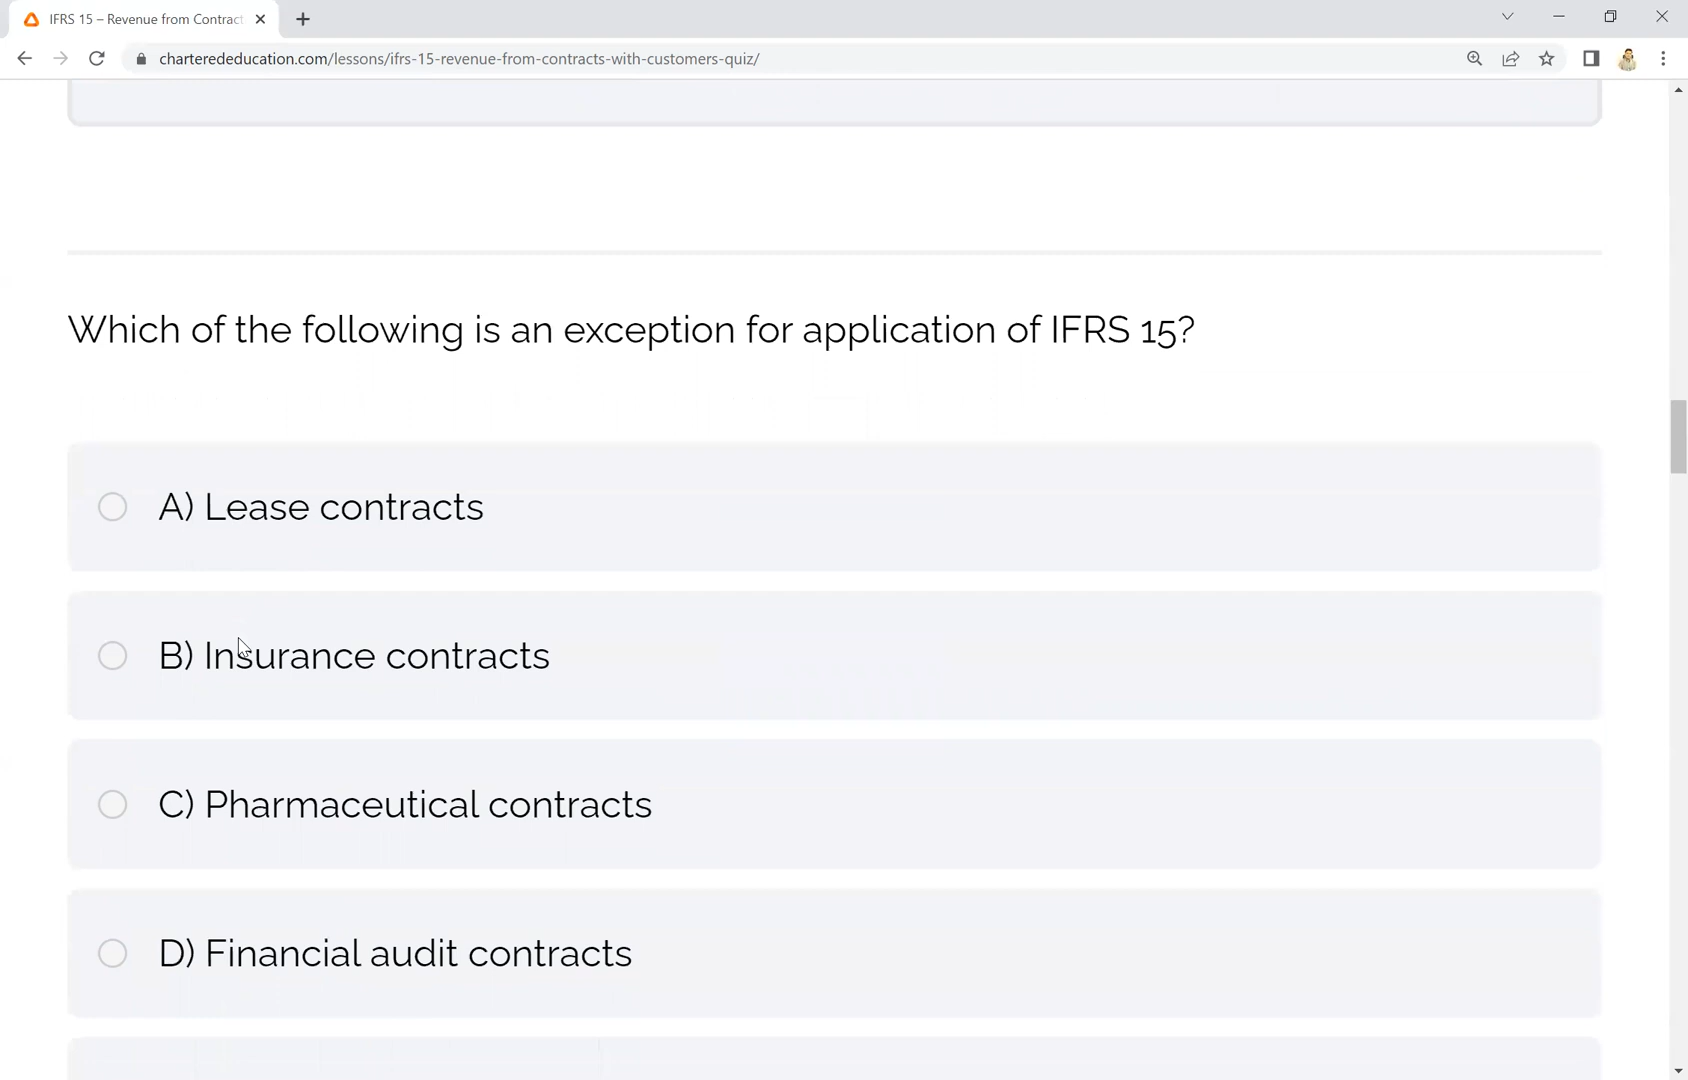 IFRS 15 – Revenue from Contract
chartereducation.com/lessons/ifrs-15-revenue-from-contracts-with-customers-quiz/
Which of the following is an exception for application of IFRS 15?
A) Lease contracts
B) Insurance contracts
C) Pharmaceutical contracts
D) Financial audit contracts